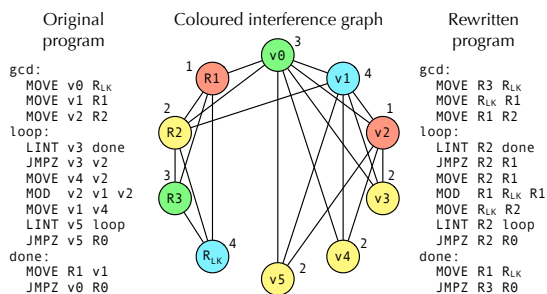 Original
program
gcd:
MOVE v0 RLK
MOVE v1 R1
MOVE v2 R2
loop:
LINT v3 done
JMPZ v3 v2
MOVE v4 v2
MOD v2 v1 v2
MOVE v1 v4
LINT v5 loop
JMPZ v5 R0
done:
MOVE R1 v1
JMPZ v0 R0
Coloured interference graph
3
v0
1
R1
v1
4
2
R2
1
v2
3
R3
2
v3
RLK
4
v5
2
v4
2
Rewritten
program
gcd:
MOVE R3 RLK
MOVE RLK R1
MOVE R1 R2
loop:
LINT R2 done
JMPZ R2 R1
MOVE R2 R1
MOD R1 RLK R1
MOVE RLK R2
LINT R2 loop
JMPZ R2 R0
done:
MOVE R1 RLK
JMPZ R3 R0